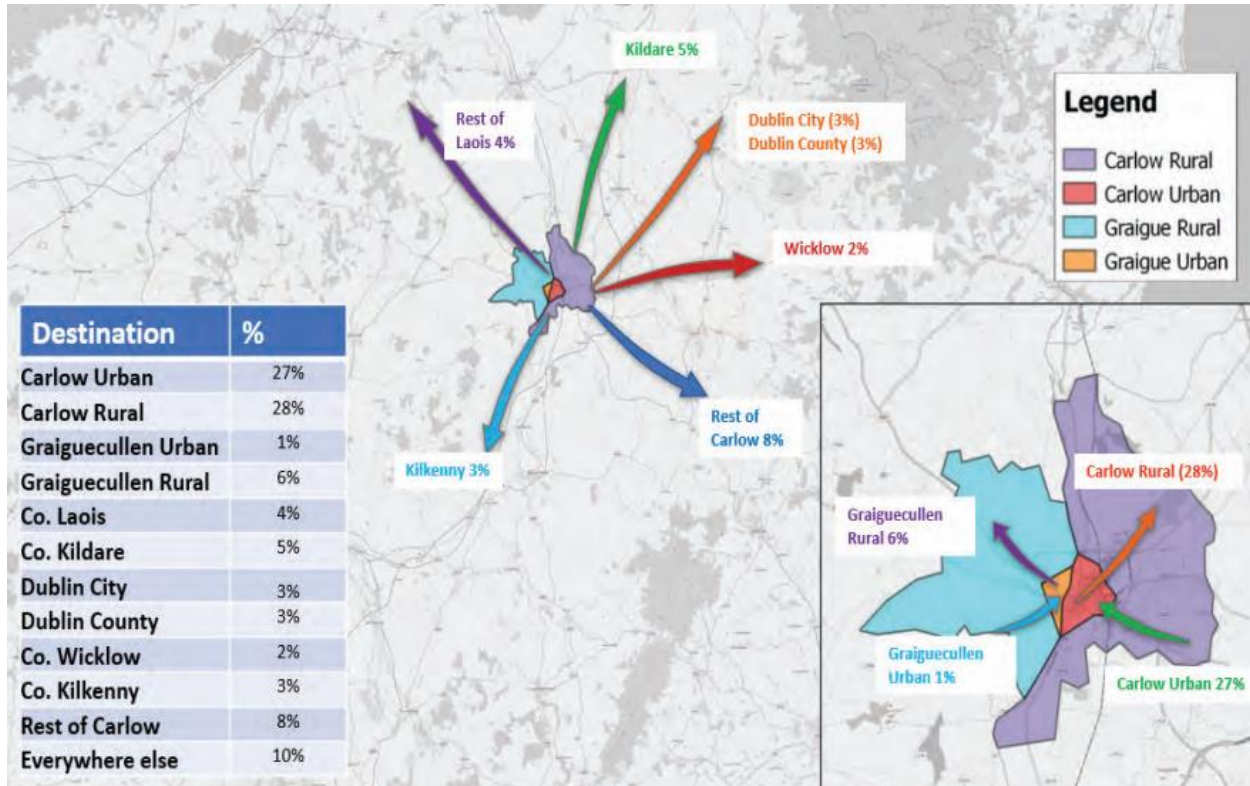 Kildare 5%
Rest of
Laois 4%
Dublin City (3%)
Dublin County (3%)
Wicklow 2%
Rest of
Carlow 8%
Kilkenny 3%
Legend
Carlow Rural
Carlow Urban
Graigue Rural
Graigue Urban
Destination %
Carlow Urban 27%
Carlow Rural 28%
Graiguecullen Urban 1%
Graiguecullen Rural 6%
Co. Laois 4%
Co. Kildare 5%
Dublin City 3%
Dublin County 3%
Co. Wicklow 2%
Co. Kilkenny 3%
Rest of Carlow 8%
Everywhere else 10%
Carlow Rural (28%)
Graiguecullen
Rural 6%
Graiguecullen
Urban 1%
Carlow Urban 27%